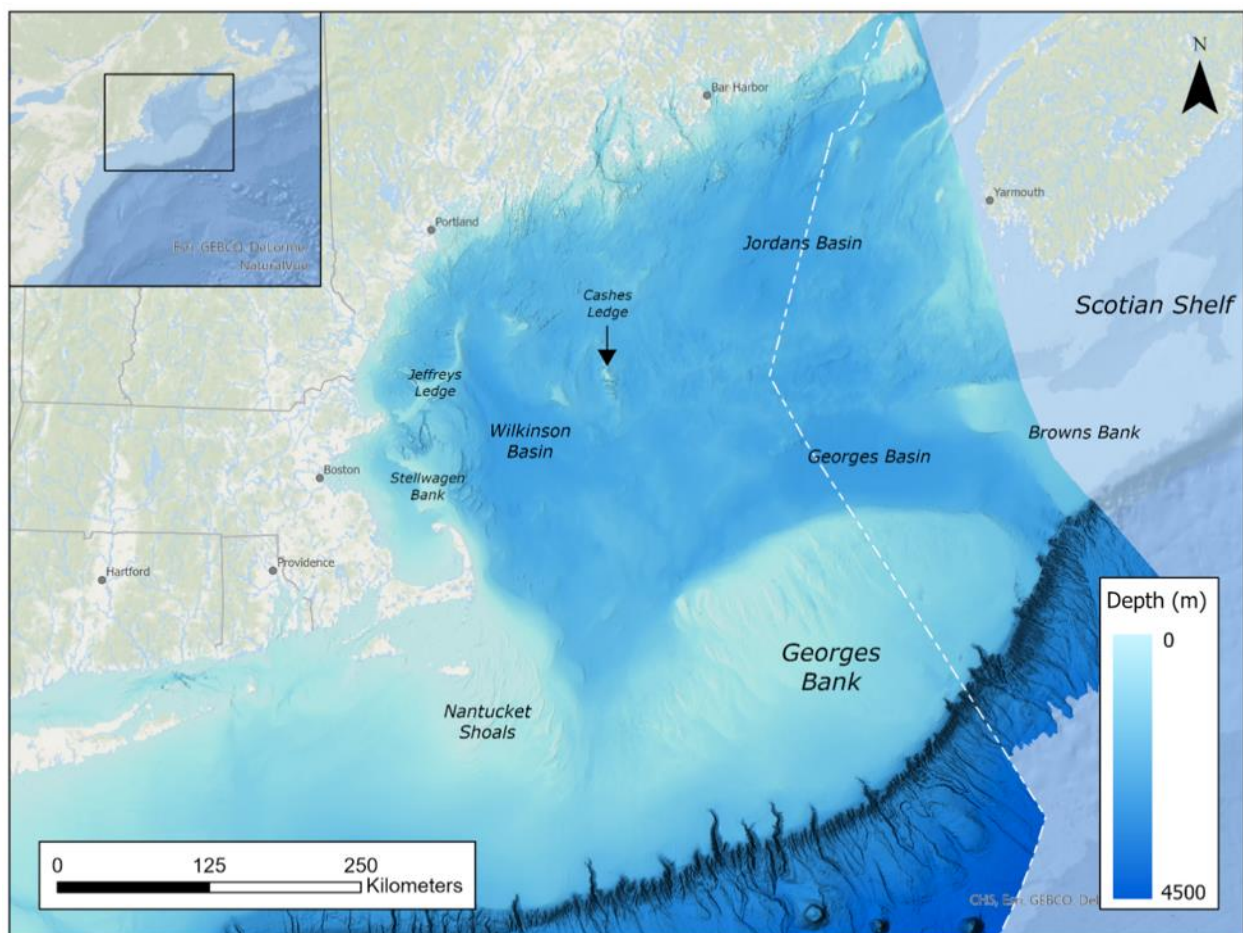 Esri, GEBCO, DeLorme,
NaturalVue
N
Bar Harbor
Yarmouth
Portland
Jordans Basin
Cashes
Ledge
Scotian Shelf
Jeffreys
Ledge
Wilkinson
Basin
Browns Bank
Georges Basin
Boston
Stellwagen
Bank
Hartford
Providence
Georges
Bank
Nantucket
Shoals
Depth (m)
0
4500
0
125
250
Kilometers
CHS, Esri, GEBCO,